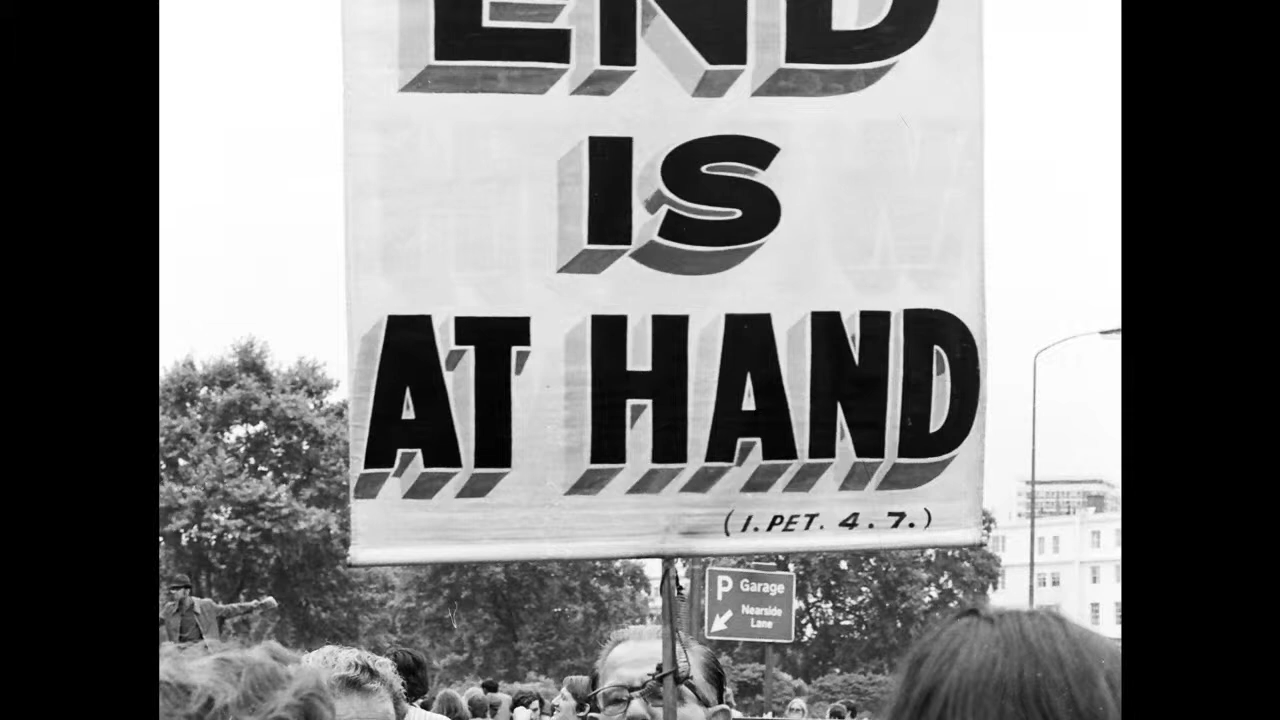 END
IS
AT HAND
(I. PET. 4. 7.)
P Garage
Nearside
Lane